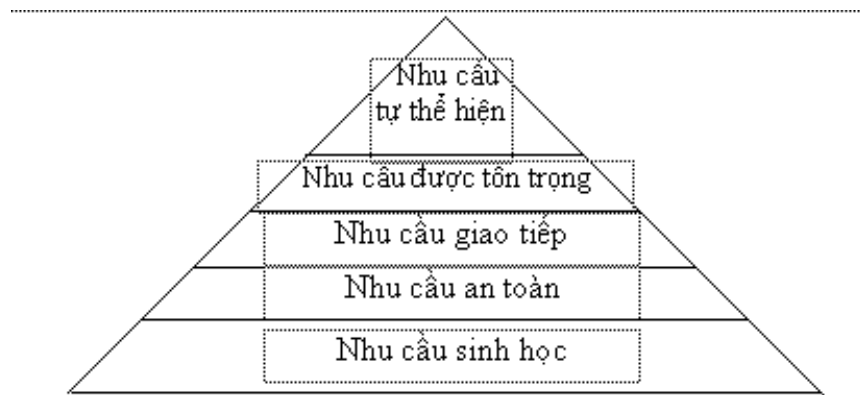 Nhu cầu
tự thể hiện
Nhu cầu được tôn trọng
Nhu cầu giao tiếp
Nhu cầu an toàn
Nhu cầu sinh học